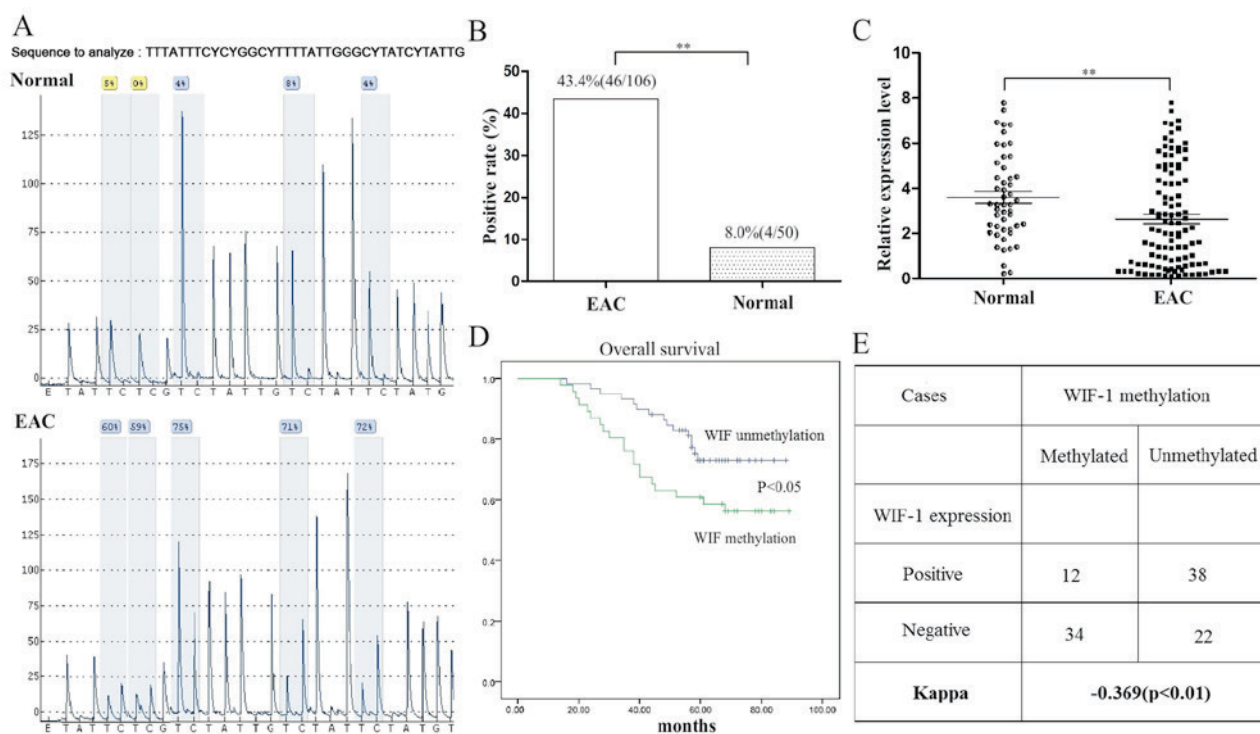 A
Sequence to analyze : TTTATTTCYCYGGCYTTTTATTGGGCYTATCYTATTG
Normal
5% 0% 4% 8% 4%
125
100
75
50
25
0
E T A T T C T C G T C T A T T G T C T A T T C T A T G
EAC
60% 59% 75% 71% 72%
175
150
125
100
75
50
25
0
E T A T T C T C G T C T A T T G T C T A T T C T A T G T
B
**
50
40
30
20
10
0
Positive rate (%)
43.4%(46/106)
8.0%(4/50)
EAC Normal
C
**
10
8
6
4
2
0
Relative expression level
Normal EAC
D
Overall survival
1.0
0.8
0.6
0.4
0.2
0.0
WIF unmethylation
P<0.05
WIF methylation
.00 20.00 40.00 60.00 80.00 100.00
months
E
Cases WIF-1 methylation
Methylated Unmethylated
WIF-1 expression
Positive 12 38
Negative 34 22
Kappa -0.369(p<0.01)